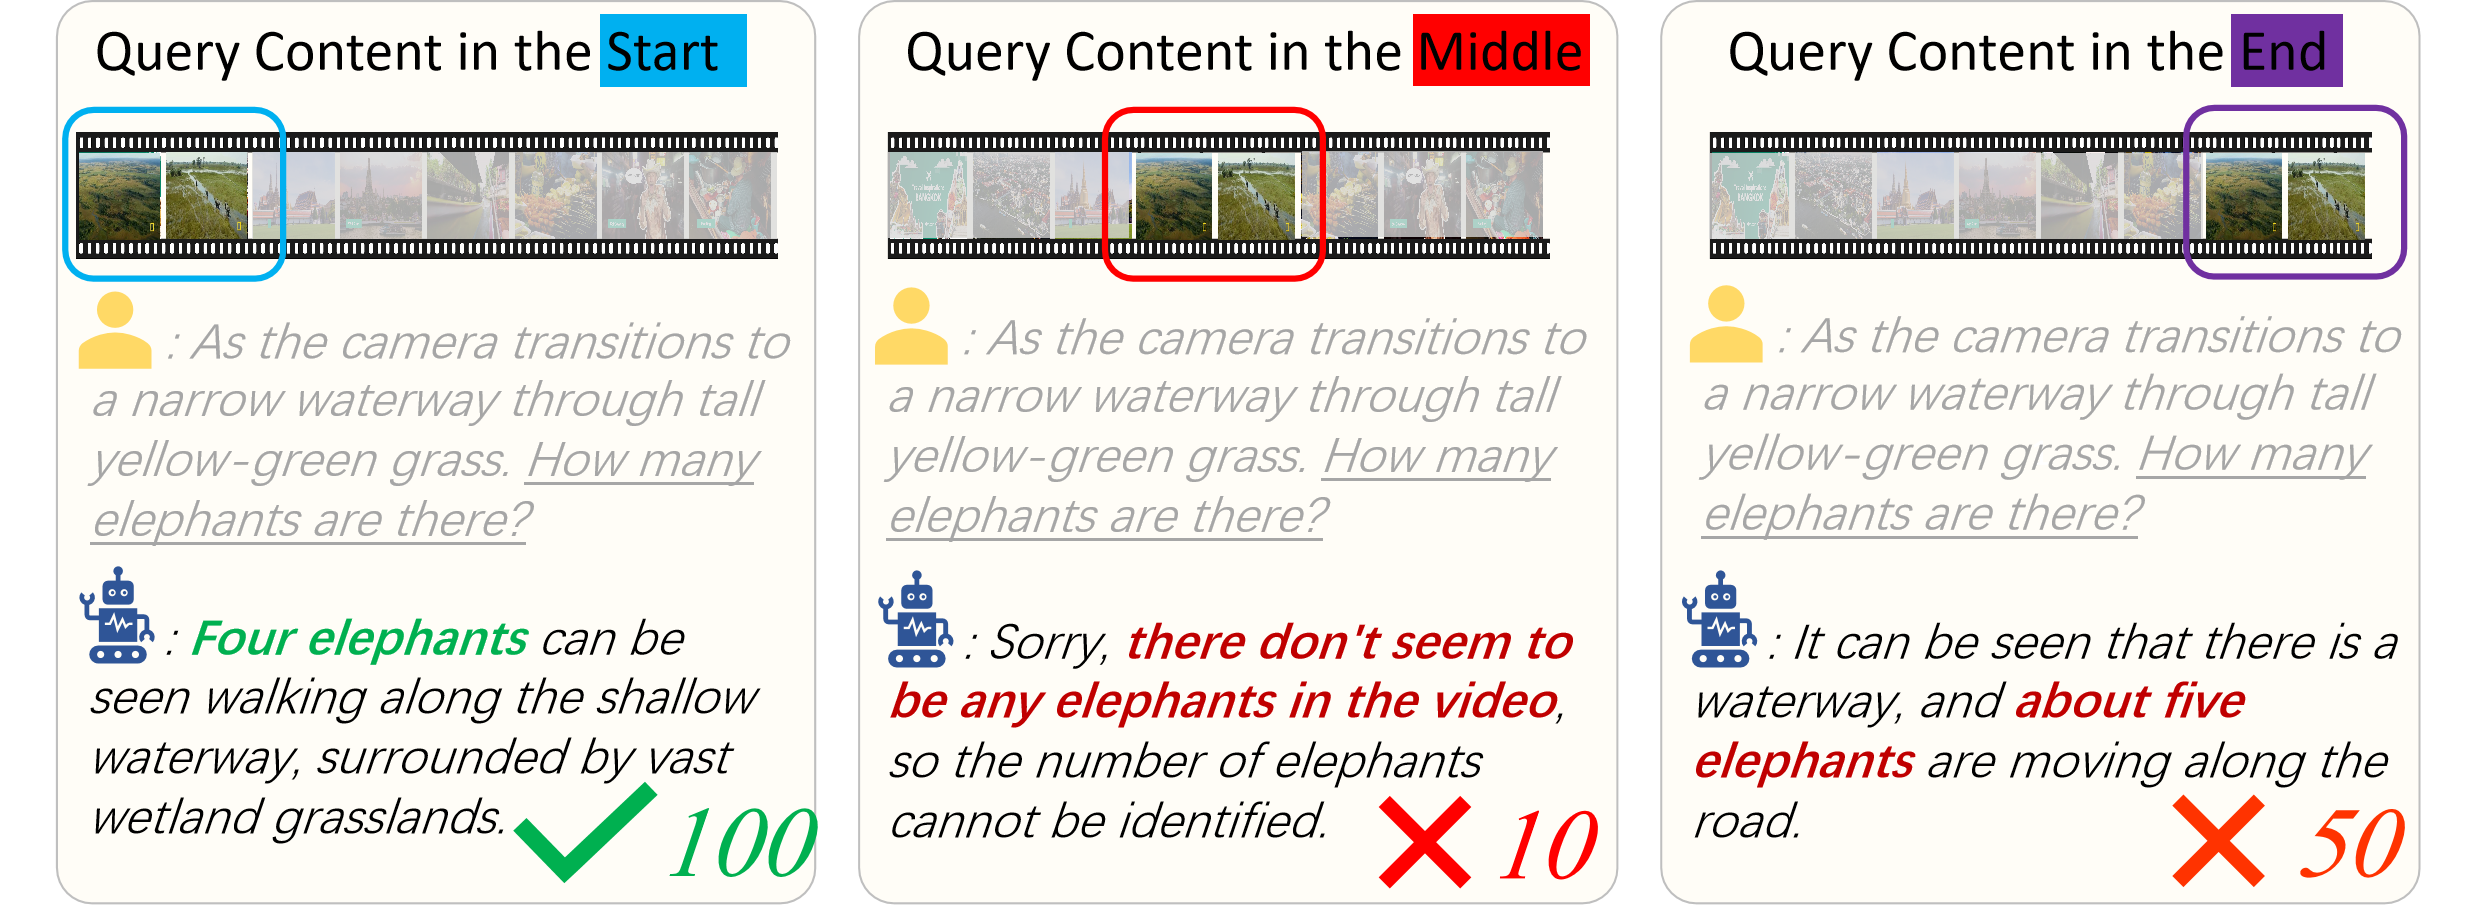 Query Content in the Start
: As the camera transitions to
a narrow waterway through tall
yellow-green grass. How many
elephants are there?
: Four elephants can be
seen walking along the shallow
waterway, surrounded by vast
wetland grasslands.
100
Query Content in the Middle
BANGKOK
: As the camera transitions to
a narrow waterway through tall
yellow-green grass. How many
elephants are there?
: Sorry, there don't seem to
be any elephants in the video,
so the number of elephants
cannot be identified.
10
Query Content in the End
BANGKOK
: As the camera transitions to
a narrow waterway through tall
yellow-green grass. How many
elephants are there?
: It can be seen that there is a
waterway, and about five
elephants are moving along the
road.
50